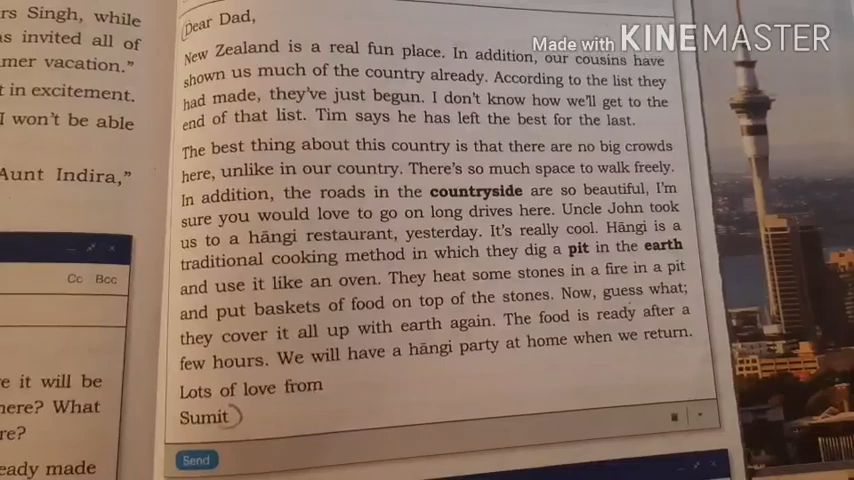 rs Singh, while
s invited all of
mer vacation."
t in excitement.
I won't be able
Aunt Indira,"
Cc Bcc
e it will be
here? What
re?
eady made
Dear Dad,
New Zealand is a real fun place. In addition, our cousins have
shown us much of the country already. According to the list they
had made, they've just begun. I don't know how we'll get to the
end of that list. Tim says he has left the best for the last.
The best thing about this country is that there are no big crowds
here, unlike in our country. There's so much space to walk freely.
In addition, the roads in the countryside are so beautiful, I'm
sure you would love to go on long drives here. Uncle John took
us to a hāngi restaurant, yesterday. It's really cool. Hāngi is a
traditional cooking method in which they dig a pit in the earth
and use it like an oven. They heat some stones in a fire in a pit
and put baskets of food on top of the stones. Now, guess what;
they cover it all up with earth again. The food is ready after a
few hours. We will have a hāngi party at home when we return.
Lots of love from
Sumit
Send
Made with KINEMASTER